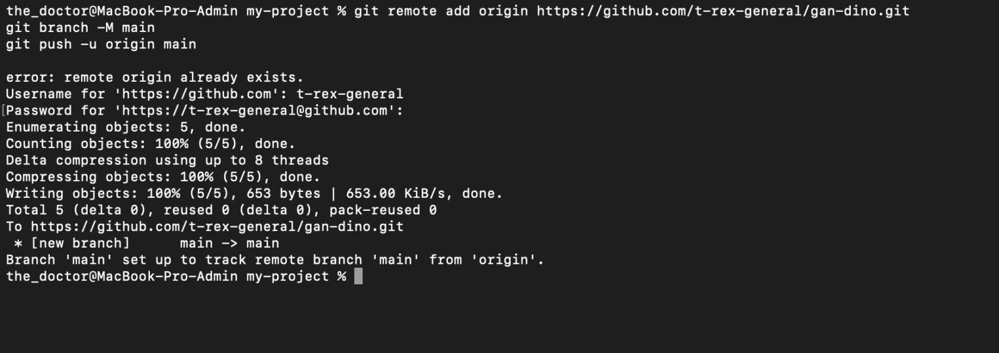 the_doctor@MacBook-Pro-Admin my-project % git remote add origin https://github.com/t-rex-general/gan-dino.git
git branch -M main
git push -u origin main
error: remote origin already exists.
Username for 'https://github.com': t-rex-general
[Password for 'https://t-rex-general@github.com':
Enumerating objects: 5, done.
Counting objects: 100% (5/5), done.
Delta compression using up to 8 threads
Compressing objects: 100% (5/5), done.
Writing objects: 100% (5/5), 653 bytes | 653.00 KiB/s, done.
Total 5 (delta 0), reused 0 (delta 0), pack-reused 0
To https://github.com/t-rex-general/gan-dino.git
 * [new branch]      main -> main
Branch 'main' set up to track remote branch 'main' from 'origin'.
the_doctor@MacBook-Pro-Admin my-project %